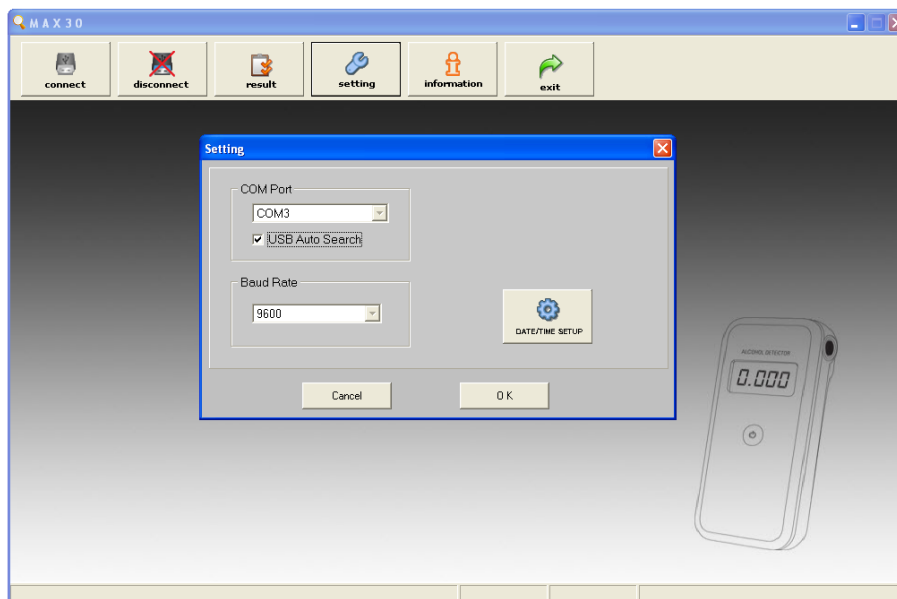 MAX30
connect
disconnect
result
setting
information
exit
Setting
COM Port
COM3
USB Auto Search
Baud Rate
9600
DATE/TIME SETUP
Cancel
OK
ALCOHOL DETECTOR
0.000